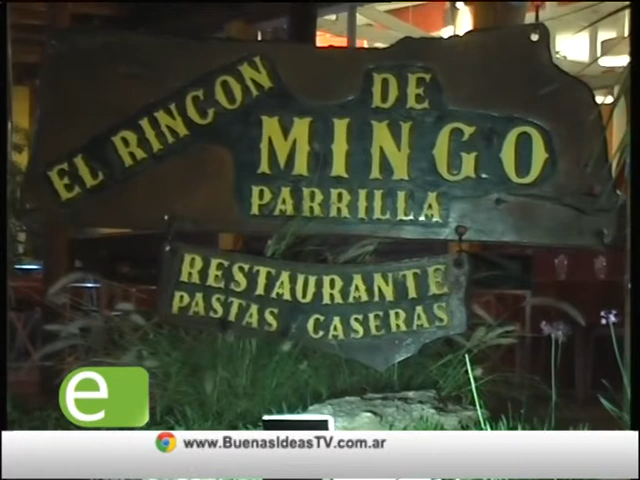 EL RINCON
DE
MINGO
PARRILLA
RESTAURANTE
PASTAS CASERAS
e
www.BuenasIdeasTV.com.ar